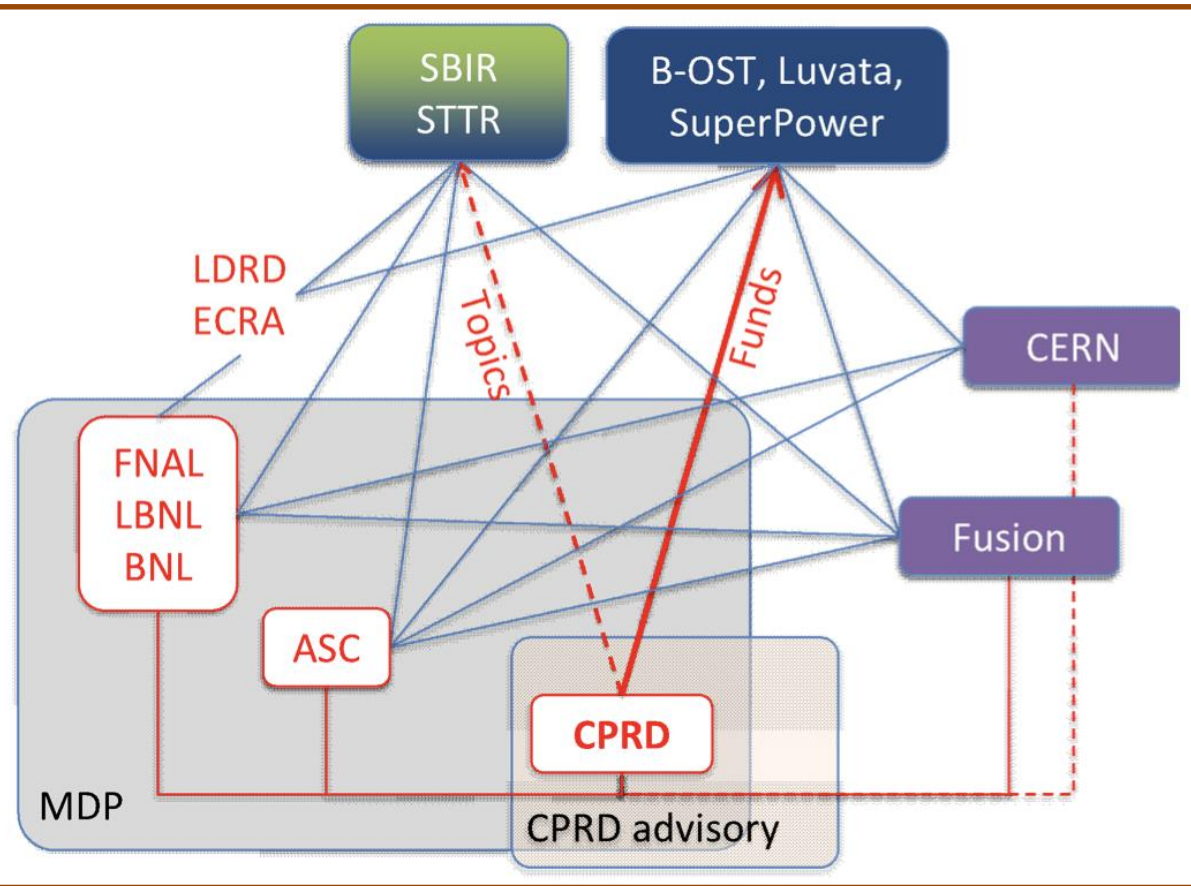 SBIR
STTR
B-OST, Luvata,
SuperPower
LDRD
ECRA
Topics
Funds
CERN
FNAL
LBNL
BNL
Fusion
ASC
CPRD
MDP
CPRD advisory